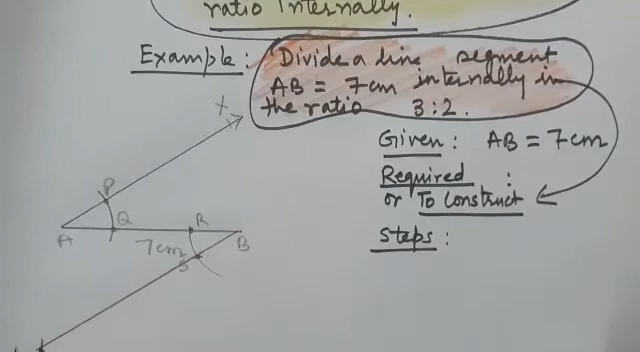 ratio Internally.
Example: Divide a line segment
AB = 7cm internally in
the ratio 3:2.
Given: AB = 7cm
Required :
or To Construct
Steps:
X
P
Q
R
A
7cm
B
S